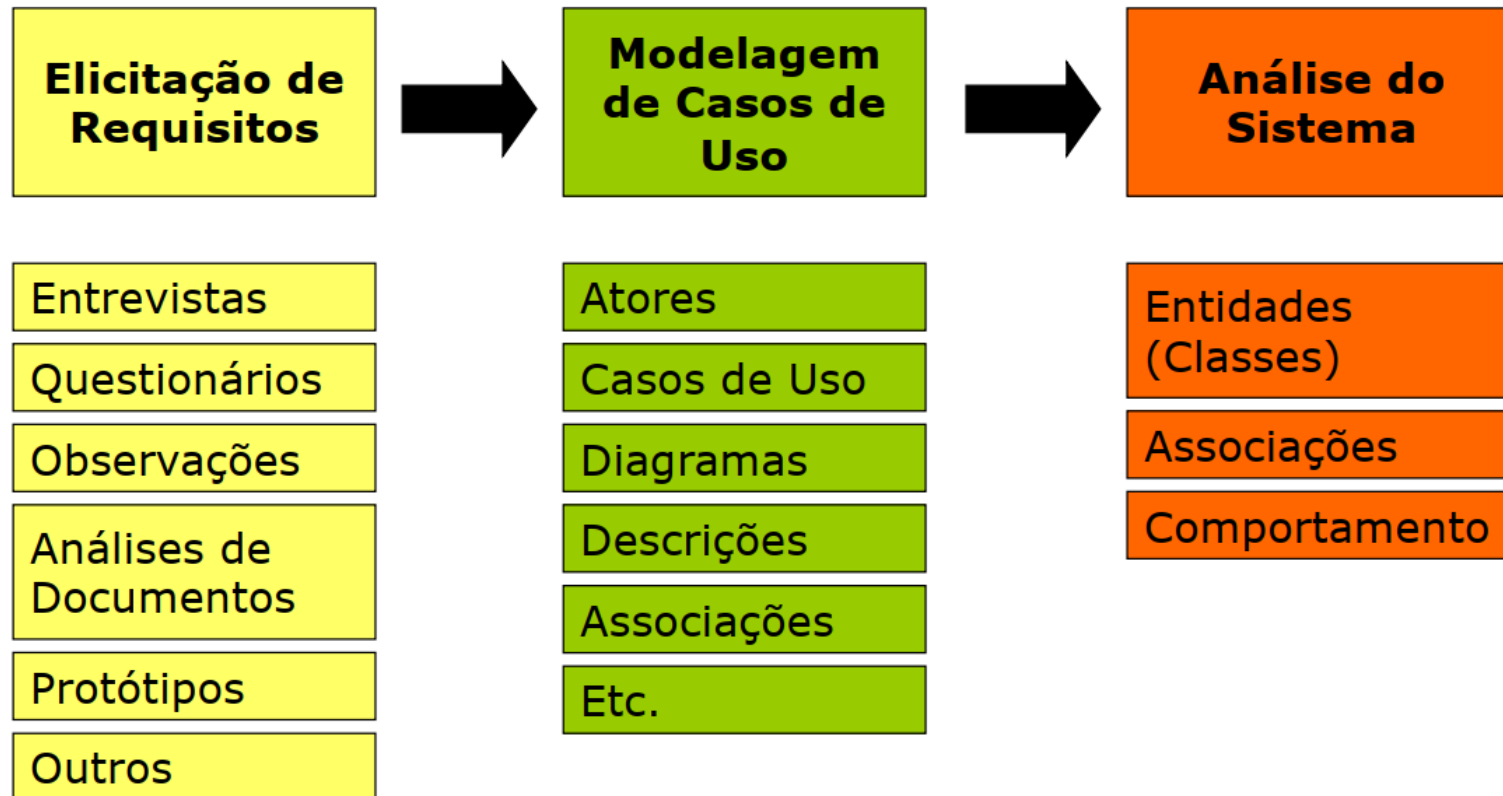 Elicitação de
Requisitos
Modelagem
de Casos de
Uso
Análise do
Sistema
Entrevistas
Questionários
Observações
Análises de
Documentos
Protótipos
Outros
Atores
Casos de Uso
Diagramas
Descrições
Associações
Etc.
Entidades
(Classes)
Associações
Comportamento